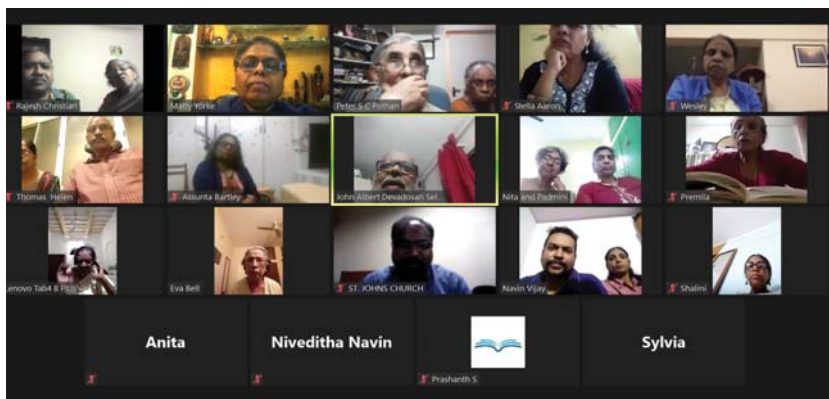 Rajesh Christian
Matty Yorke
Peter S C Pothan
Stella Aaron
Wesley
Thomas Helen
Assunta Bartley
John Albert Devadosan Sel...
Nita and Padmini
Premila
Lenovo Tab4 8 Plus
Eva Bell
ST. JOHNS CHURCH
Navin Vijay
Shalini
Anita
Niveditha Navin
Prashanth S
Sylvia